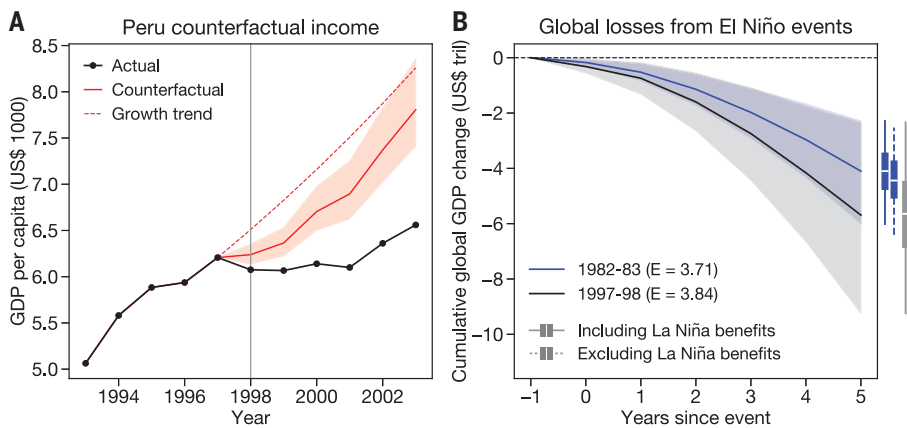 A
Peru counterfactual income
8.5
8.0
7.5
7.0
6.5
6.0
5.5
5.0
GDP per capita (US$ 1000)
Actual
Counterfactual
Growth trend
1994 1996 1998 2000 2002
Year
B
Global losses from El Niño events
0
−2
−4
−6
−8
−10
Cumulative global GDP change (US$ tril)
1982-83 (E = 3.71)
1997-98 (E = 3.84)
Including La Niña benefits
Excluding La Niña benefits
−1 0 1 2 3 4 5
Years since event